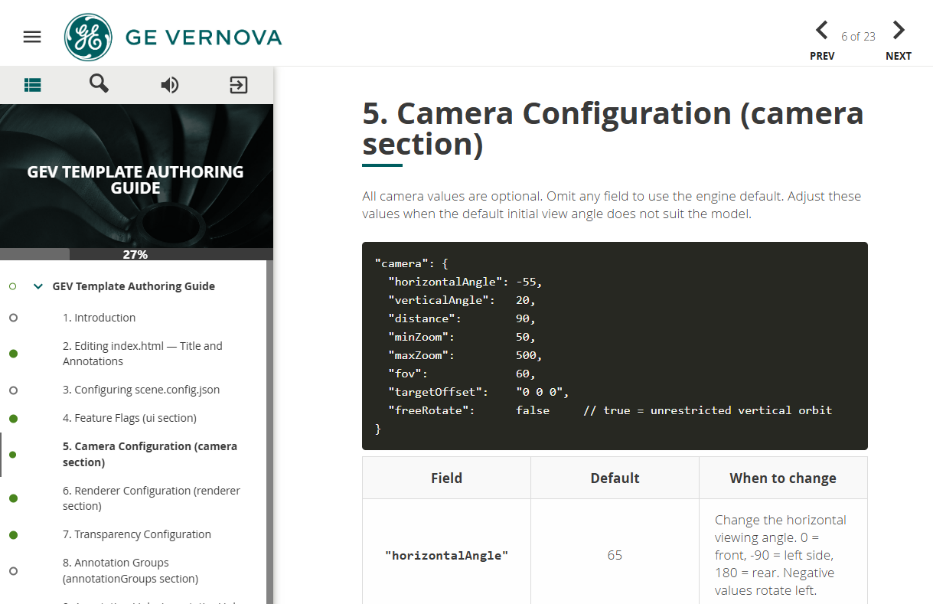 GE VERNOVA
6 of 23
PREV
NEXT
GEV TEMPLATE AUTHORING
GUIDE
27%
GEV Template Authoring Guide
1. Introduction
2. Editing index.html — Title and
Annotations
3. Configuring scene.config.json
4. Feature Flags (ui section)
5. Camera Configuration (camera
section)
6. Renderer Configuration (renderer
section)
7. Transparency Configuration
8. Annotation Groups
(annotationGroups section)
5. Camera Configuration (camera
section)
All camera values are optional. Omit any field to use the engine default. Adjust these
values when the default initial view angle does not suit the model.
"camera": {
"horizontalAngle": -55,
"verticalAngle": 20,
"distance": 90,
"minZoom": 50,
"maxZoom": 500,
"fov": 60,
"targetOffset": "0 0 0",
"freeRotate": false // true = unrestricted vertical orbit
}
Field Default When to change
"horizontalAngle" 65 Change the horizontal
viewing angle. 0 =
front, -90 = left side,
180 = rear. Negative
values rotate left.